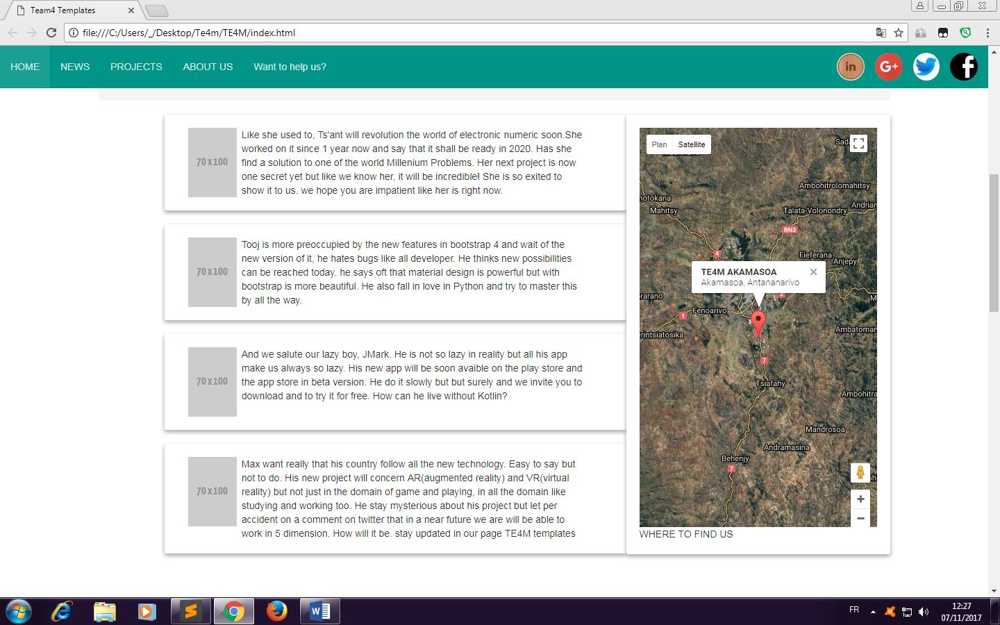 Team4 Templates
file:///C:/Users/_/Desktop/Te4m/TE4M/index.html
HOME NEWS PROJECTS ABOUT US Want to help us?
in G+ f
70 x 100
Like she used to, Ts'ant will revolution the world of electronic numeric soon.She
worked on it since 1 year now and say that it shall be ready in 2020. Has she
find a solution to one of the world Millenium Problems. Her next project is now
one secret yet but like we know her, it will be incredible! She is so exited to
show it to us. we hope you are impatient like her is right now.
70 x 100
Tooj is more preoccupied by the new features in bootstrap 4 and wait of the
new version of it, he hates bugs like all developer. He thinks new possibilities
can be reached today. he says oft that material design is powerful but with
bootstrap is more beautiful. He also fall in love in Python and try to master this
by all the way.
70 x 100
And we salute our lazy boy, JMark. He is not so lazy in reality but all his app
make us always so lazy. His new app will be soon avaible on the play store and
the app store in beta version. He do it slowly but but surely and we invite you to
download and to try it for free. How can he live without Kotlin?
70 x 100
Max want really that his country follow all the new technology. Easy to say but
not to do. His new project will concern AR(augmented reality) and VR(virtual
reality) but not just in the domain of game and playing, in all the domain like
studying and working too. He stay mysterious about his project but let per
accident on a comment on twitter that in a near future we are will be able to
work in 5 dimension. How will it be. stay updated in our page TE4M templates
Plan Satellite
Sada
Ambohitrolomahitsy
notokana
Mahitsy
Talata-Volonondry
Andrian
RN3
4
Fieferana
Anjepy
TE4M AKAMASOA
Akamasoa, Antananarivo
2
orarano
M
Fenoarivo
1
Ambatoman
erintsiatosika
7
Tsiafahy
Ambohitra
Mandrosoa
Andramasina
Behenjy
7
oh
+
−
WHERE TO FIND US
FR
12:27
07/11/2017